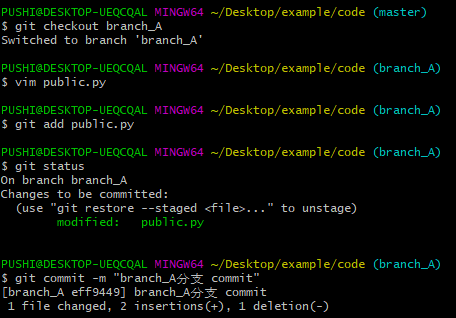 PUSHI@DESKTOP-UEQCQAL MINGW64 ~/Desktop/example/code (master)
$ git checkout branch_A
Switched to branch 'branch_A'
PUSHI@DESKTOP-UEQCQAL MINGW64 ~/Desktop/example/code (branch_A)
$ vim public.py
PUSHI@DESKTOP-UEQCQAL MINGW64 ~/Desktop/example/code (branch_A)
$ git add public.py
PUSHI@DESKTOP-UEQCQAL MINGW64 ~/Desktop/example/code (branch_A)
$ git status
On branch branch_A
Changes to be committed:
  (use "git restore --staged <file>..." to unstage)
        modified:   public.py
PUSHI@DESKTOP-UEQCQAL MINGW64 ~/Desktop/example/code (branch_A)
$ git commit -m "branch_A分支 commit"
[branch_A eff9449] branch_A分支 commit
 1 file changed, 2 insertions(+), 1 deletion(-)